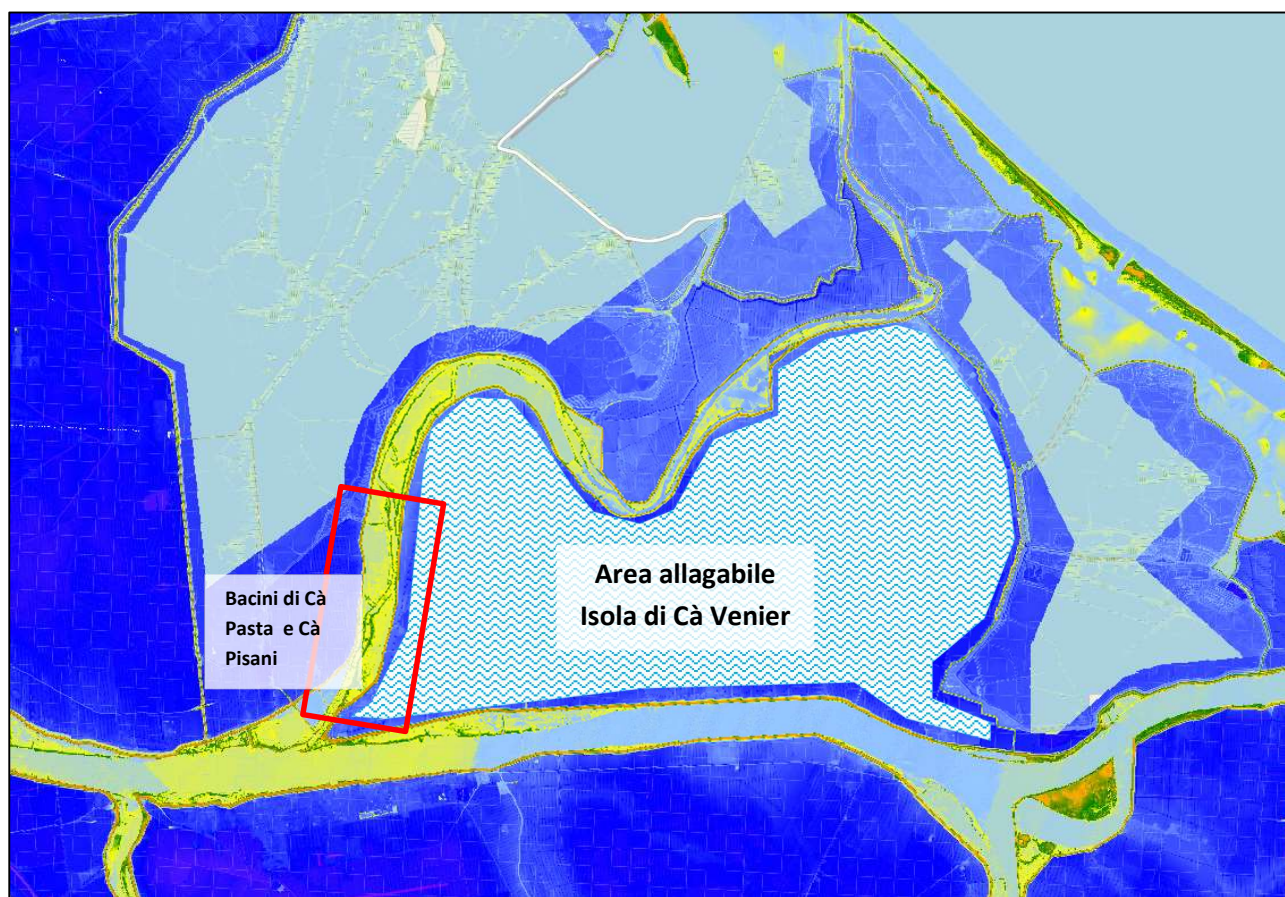 Bacini di Cà
Pasta e Cà
Pisani
Area allagabile
Isola di Cà Venier